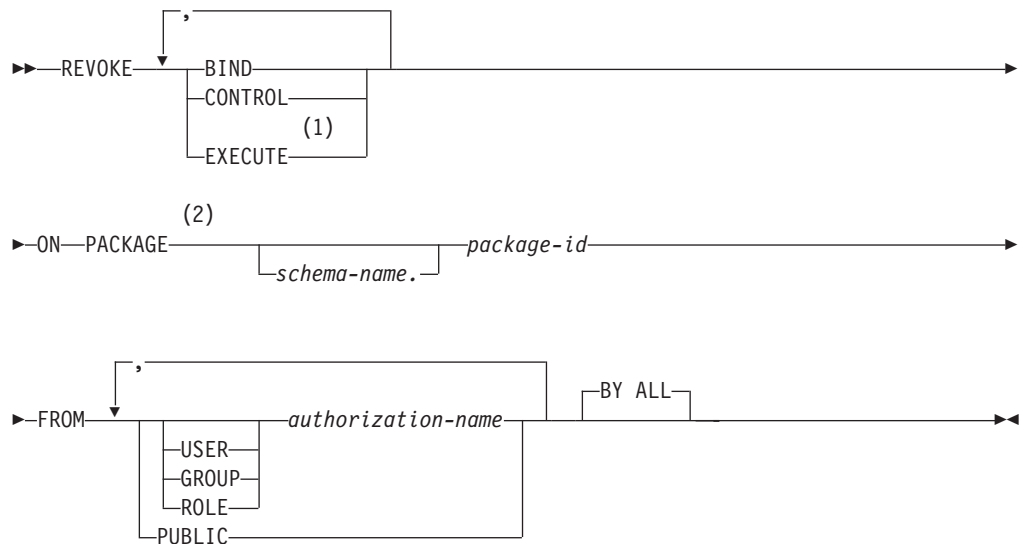 ,
REVOKE BIND
CONTROL
(1)
EXECUTE
(2)
ON PACKAGE package-id
schema-name.
,
BY ALL
FROM authorization-name
USER
GROUP
ROLE
PUBLIC